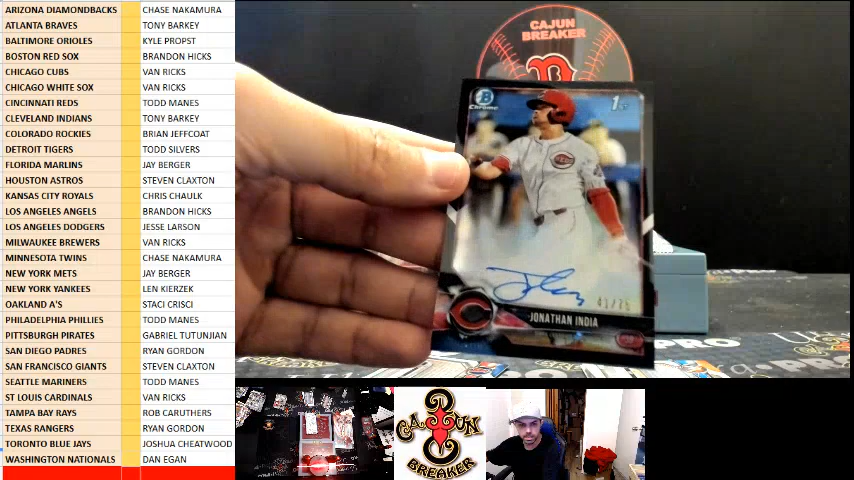 ARIZONA DIAMONDBACKS CHASE NAKAMURA
ATLANTA BRAVES TONY BARKEY
BALTIMORE ORIOLES KYLE PROPST
BOSTON RED SOX BRANDON HICKS
CHICAGO CUBS VAN RICKS
CHICAGO WHITE SOX VAN RICKS
CINCINNATI REDS TODD MANES
CLEVELAND INDIANS TONY BARKEY
COLORADO ROCKIES BRIAN JEFFCOAT
DETROIT TIGERS TODD SILVERS
FLORIDA MARLINS JAY BERGER
HOUSTON ASTROS STEVEN CLAXTON
KANSAS CITY ROYALS CHRIS CHAULK
LOS ANGELES ANGELS BRANDON HICKS
LOS ANGELES DODGERS JESSE LARSON
MILWAUKEE BREWERS VAN RICKS
MINNESOTA TWINS CHASE NAKAMURA
NEW YORK METS JAY BERGER
NEW YORK YANKEES LEN KIERZEK
OAKLAND A'S STACI CRISCI
PHILADELPHIA PHILLIES TODD MANES
PITTSBURGH PIRATES GABRIEL TUTUNJIAN
SAN DIEGO PADRES RYAN GORDON
SAN FRANCISCO GIANTS STEVEN CLAXTON
SEATTLE MARINERS TODD MANES
ST LOUIS CARDINALS VAN RICKS
TAMPA BAY RAYS ROB CARUTHERS
TEXAS RANGERS RYAN GORDON
TORONTO BLUE JAYS JOSHUA CHEATWOOD
WASHINGTON NATIONALS DAN EGAN
CAJUN
BREAKER
B
Chrome
1st
REDS
41/75
JONATHAN INDIA
PRO
CAJUN
BREAKER